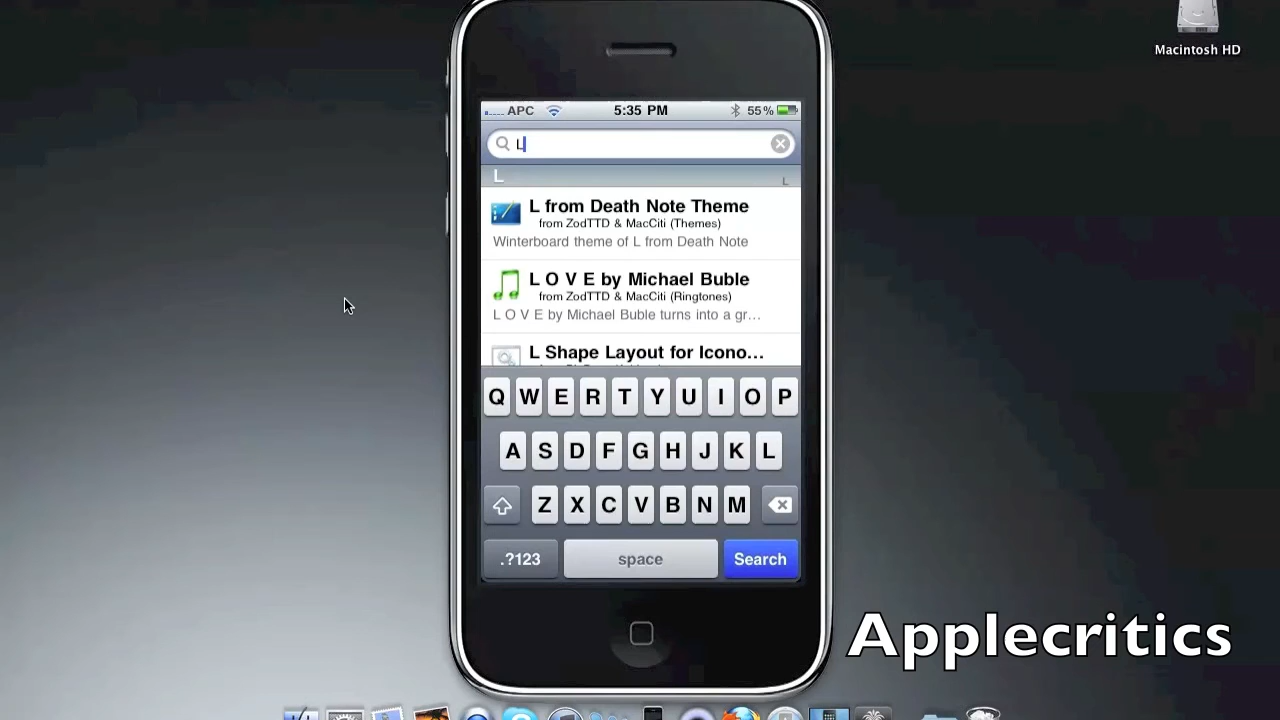 Macintosh HD
APC 5:35 PM 55%
L
L
L
L from Death Note Theme
from ZodTTD & MacCiti (Themes)
Winterboard theme of L from Death Note
L O V E by Michael Buble
from ZodTTD & MacCiti (Ringtones)
L O V E by Michael Buble turns into a gr…
L Shape Layout for Icono…
Q W E R T Y U I O P
A S D F G H J K L
Z X C V B N M
.?123 space Search
Applecritics